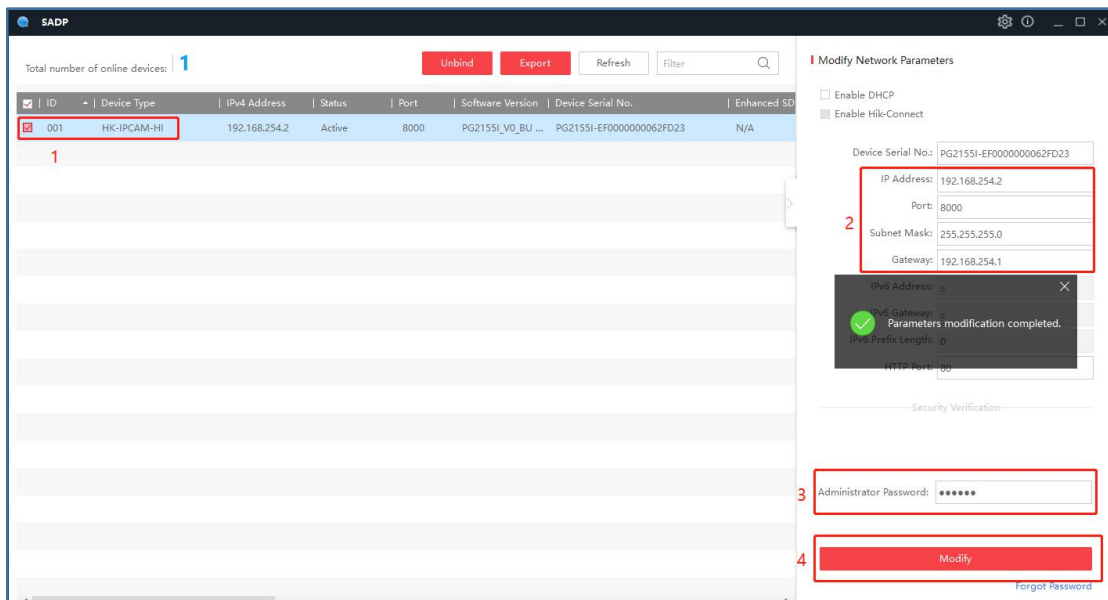 SADP
Total number of online devices: 1
Unbind Export Refresh Filter
ID Device Type IPv4 Address Status Port Software Version Device Serial No. Enhanced SD
001 HK-IPCAM-HI 192.168.254.2 Active 8000 PG2155I_V0_BU ... PG2155I-EF0000000062FD23 N/A
1
Modify Network Parameters
Enable DHCP
Enable Hik-Connect
Device Serial No.: PG2155I-EF0000000062FD23
IP Address: 192.168.254.2
Port: 8000
2
Subnet Mask: 255.255.255.0
Gateway: 192.168.254.1
IPv6 Address: ::
IPv6 Gateway: ::
Parameters modification completed.
IPv6 Prefix Length: 0
HTTP Port: 80
Security Verification
3 Administrator Password: ●●●●●●
4 Modify
Forgot Password